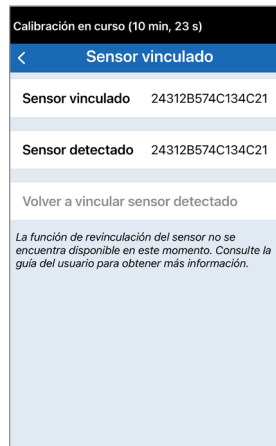 Calibración en curso (10 min, 23 s)
Sensor vinculado
Sensor vinculado 24312B574C134C21
Sensor detectado 24312B574C134C21
Volver a vincular sensor detectado
La función de revinculación del sensor no se
encuentra disponible en este momento. Consulte la
guía del usuario para obtener más información.